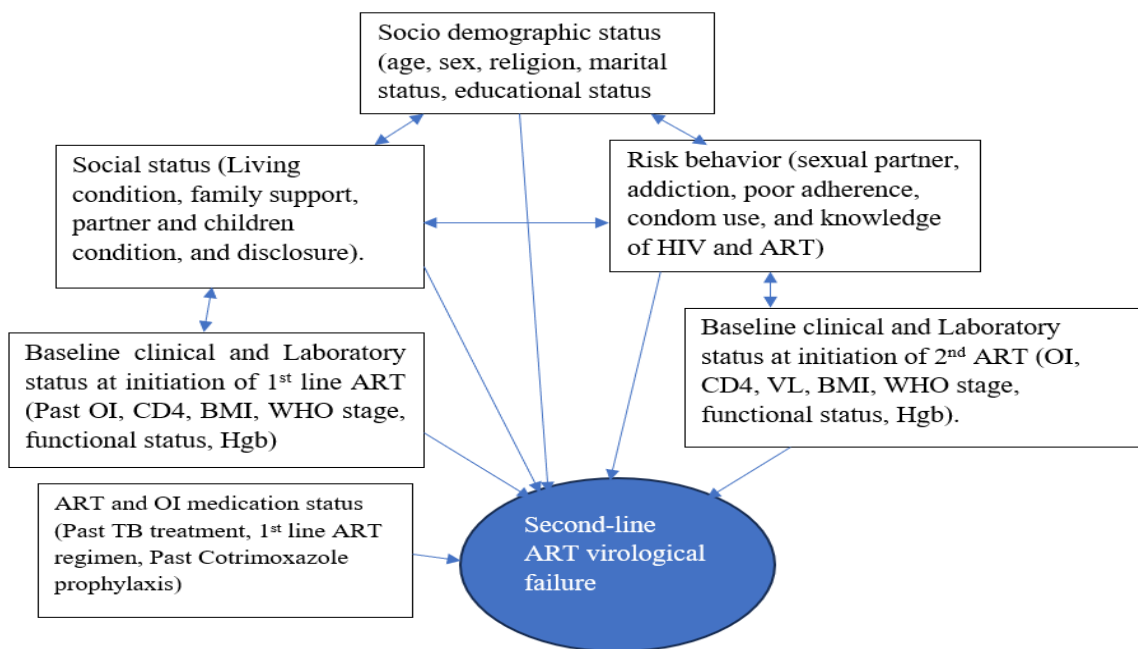 Socio demographic status
(age, sex, religion, marital
status, educational status
Social status (Living
condition, family support,
partner and children
condition, and disclosure).
Risk behavior (sexual partner,
addiction, poor adherence,
condom use, and knowledge
of HIV and ART)
Baseline clinical and Laboratory
status at initiation of 1st line ART
(Past OI, CD4, BMI, WHO stage,
functional status, Hgb)
Baseline clinical and Laboratory
status at initiation of 2nd ART (OI,
CD4, VL, BMI, WHO stage,
functional status, Hgb).
ART and OI medication status
(Past TB treatment, 1st line ART
regimen, Past Cotrimoxazole
prophylaxis)
Second-line
ART virological
failure